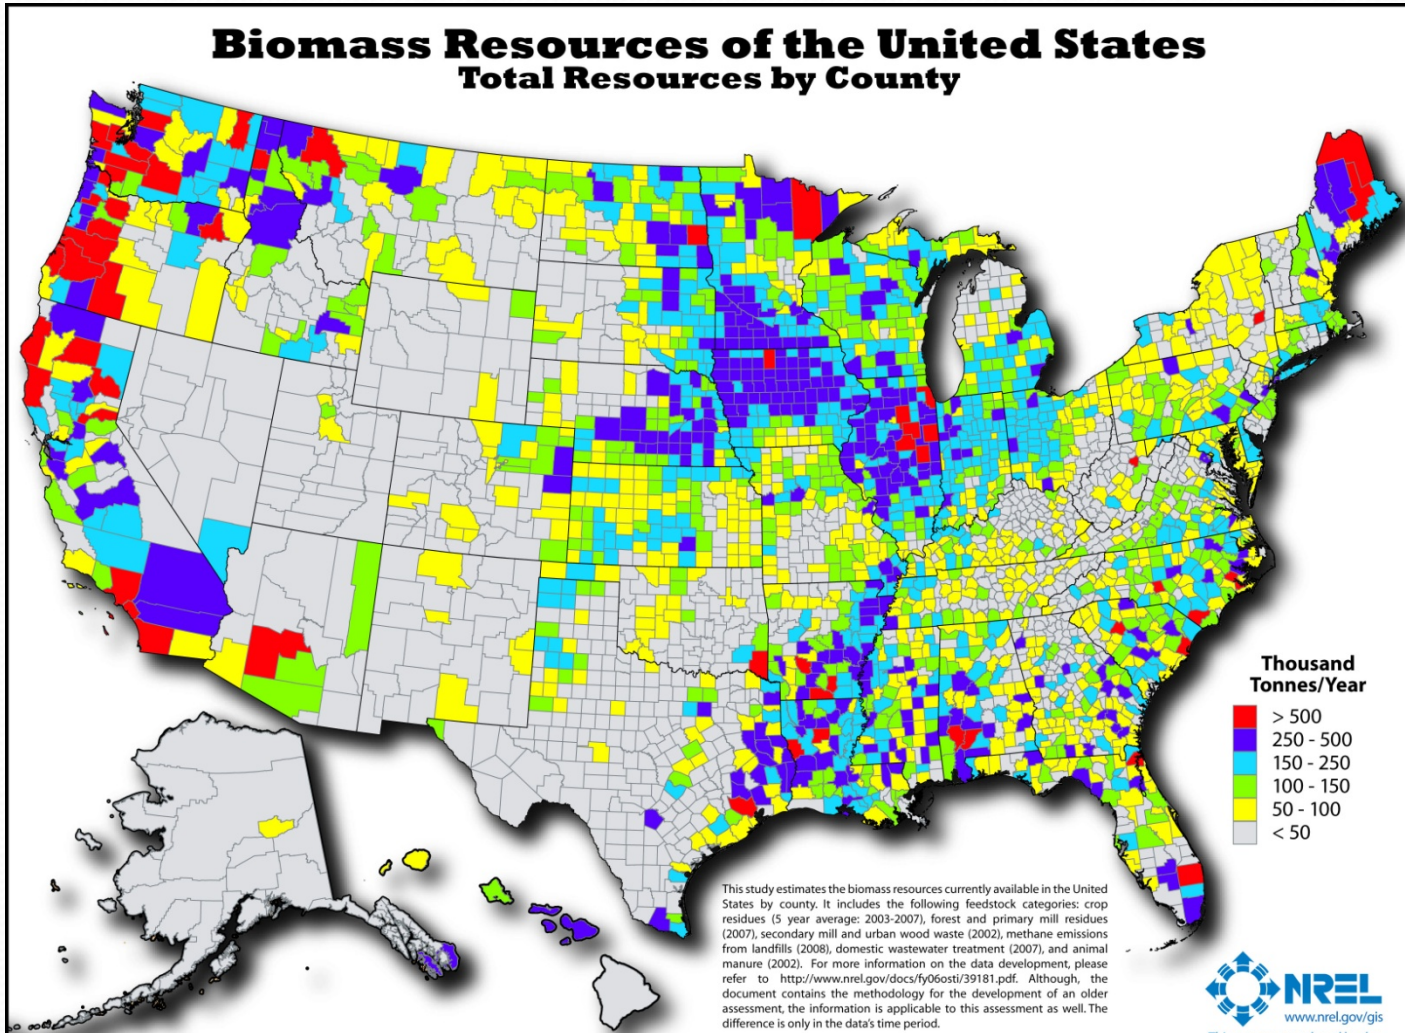 Biomass Resources of the United States
Total Resources by County
Thousand
Tonnes/Year
> 500
250 - 500
150 - 250
100 - 150
50 - 100
< 50
This study estimates the biomass resources currently available in the United
States by county. It includes the following feedstock categories: crop
residues (5 year average: 2003-2007), forest and primary mill residues
(2007), secondary mill and urban wood waste (2002), methane emissions
from landfills (2008), domestic wastewater treatment (2007), and animal
manure (2002). For more information on the data development, please
refer to http://www.nrel.gov/docs/fy06osti/39181.pdf. Although, the
document contains the methodology for the development of an older
assessment, the information is applicable to this assessment as well. The
difference is only in the data's time period.
NREL
www.nrel.gov/gis